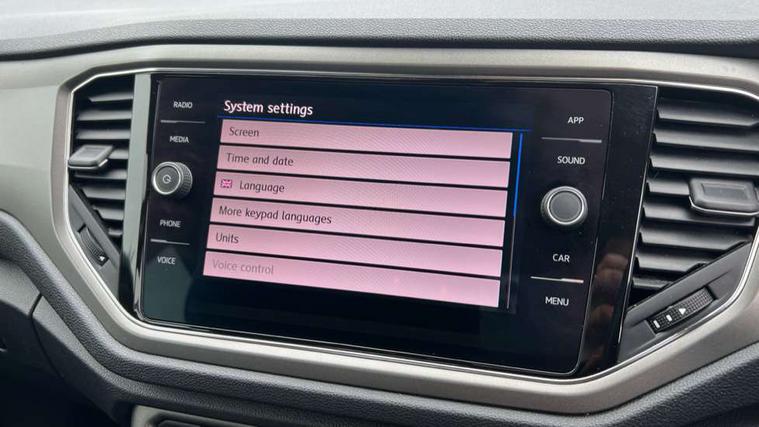 RADIO
MEDIA
PHONE
VOICE
System settings
Screen
Time and date
Language
More keypad languages
Units
Voice control
APP
SOUND
CAR
MENU